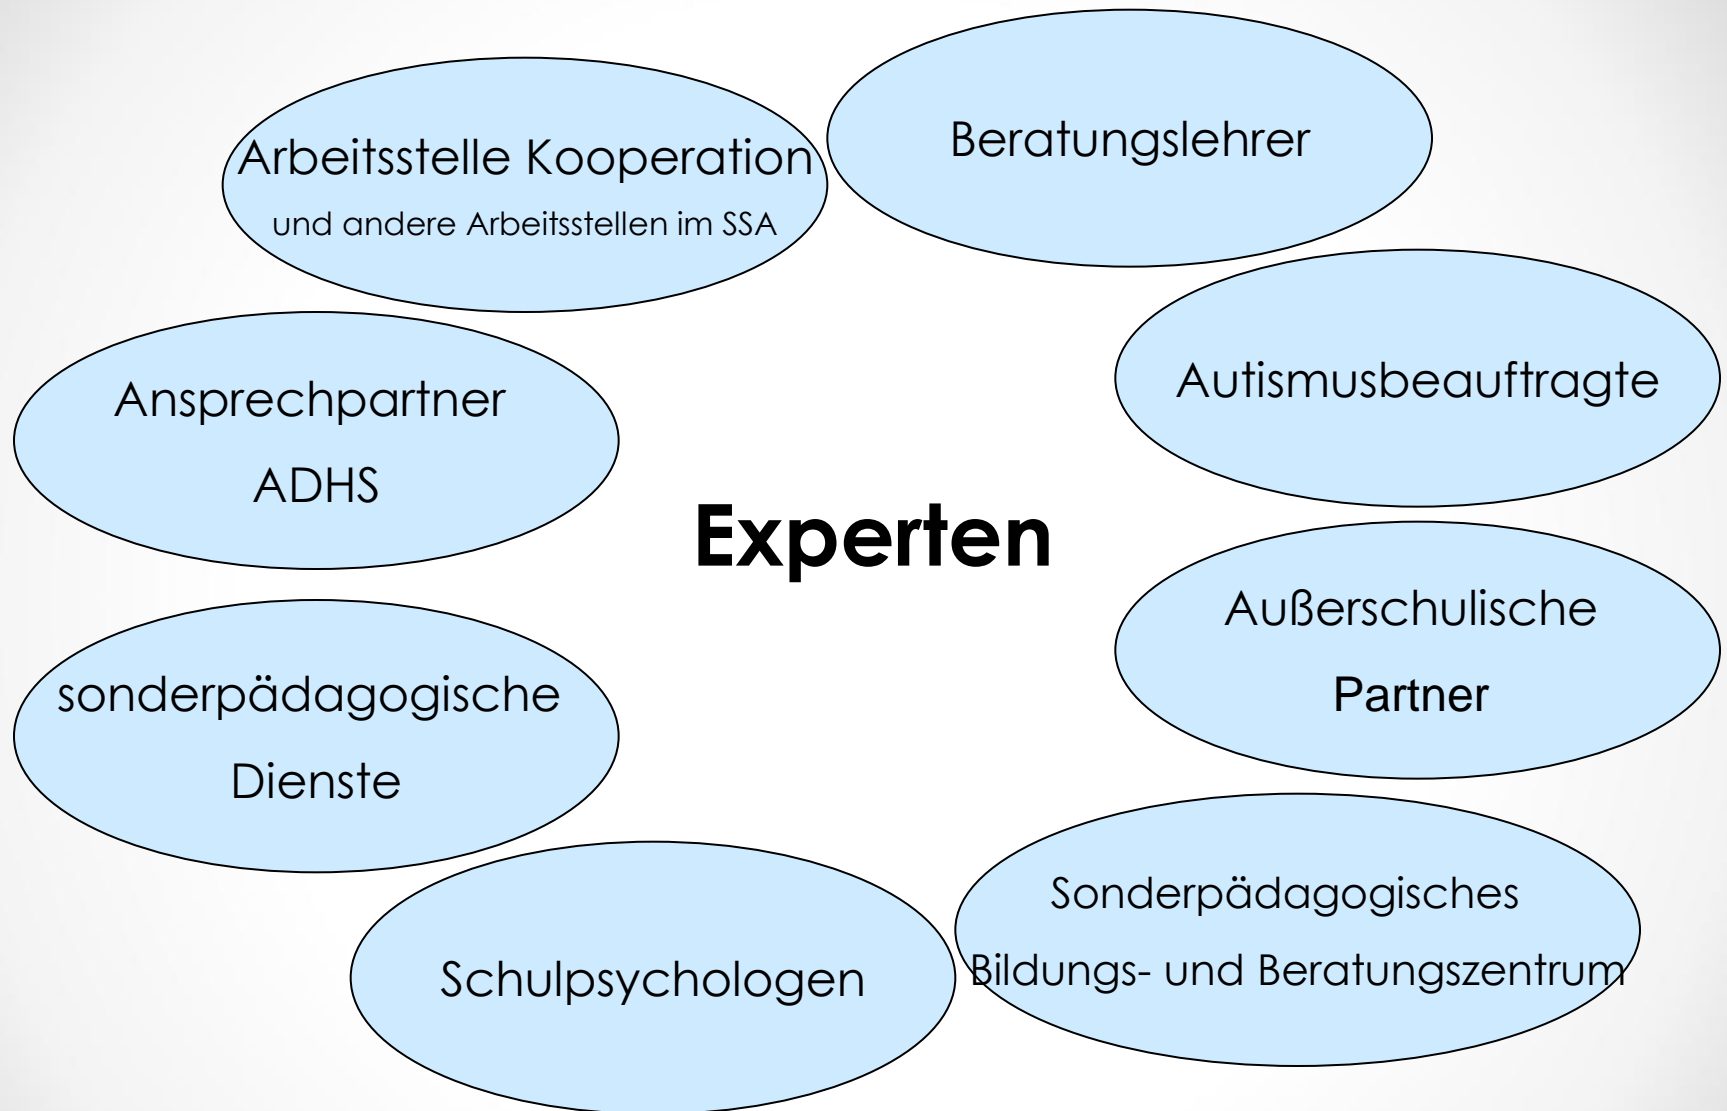 Arbeitsstelle Kooperation
und andere Arbeitsstellen im SSA
Beratungslehrer
Autismusbeauftragte
Ansprechpartner
ADHS
Experten
Außerschulische
Partner
sonderpädagogische
Dienste
Sonderpädagogisches
Bildungs- und Beratungszentrum
Schulpsychologen